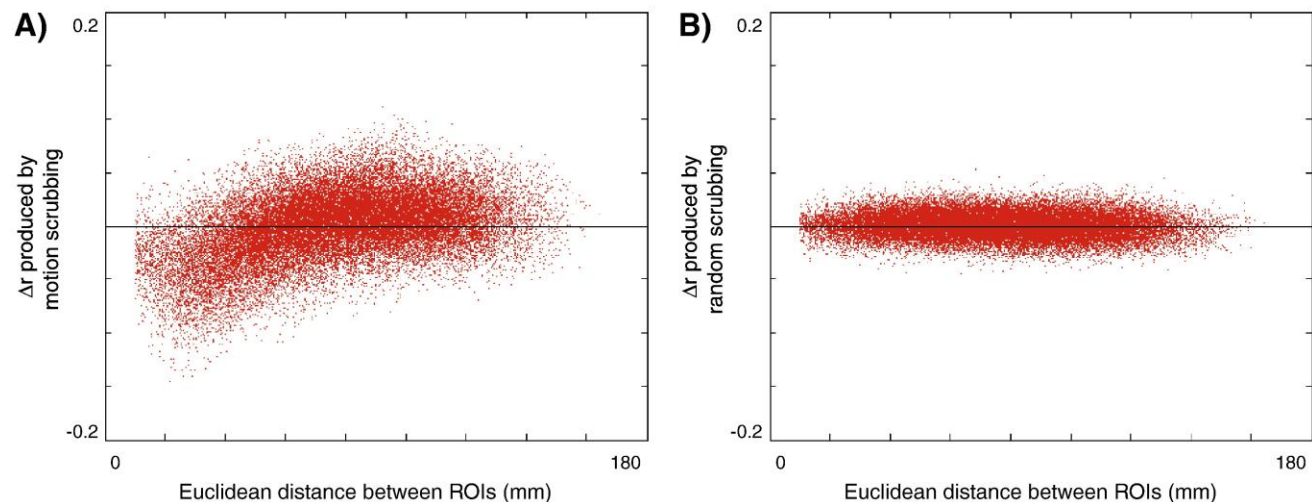 A)
0.2
Δr produced by
motion scrubbing
-0.2
0
180
Euclidean distance between ROIs (mm)
B)
0.2
Δr produced by
random scrubbing
-0.2
0
180
Euclidean distance between ROIs (mm)